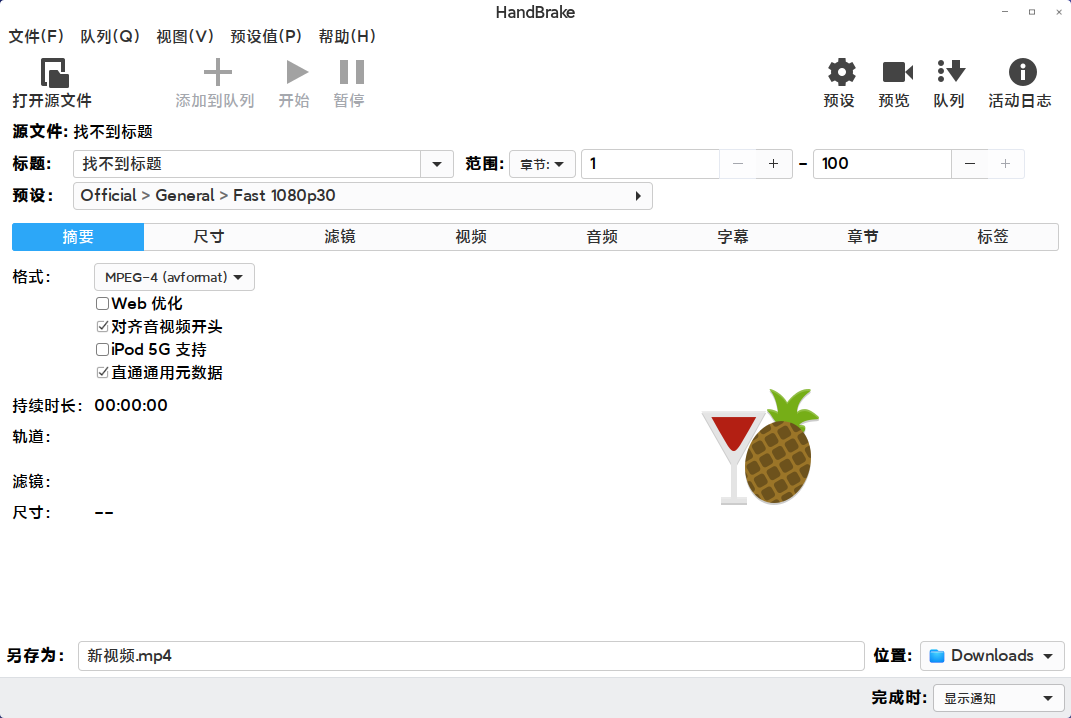 HandBrake
文件(F) 队列(Q) 视图(V) 预设值(P) 帮助(H)
打开源文件 添加到队列 开始 暂停 预设 预览 队列 活动日志
源文件: 找不到标题
标题: 找不到标题 范围: 章节: 1 - 100
预设: Official > General > Fast 1080p30
摘要 尺寸 滤镜 视频 音频 字幕 章节 标签
格式: MPEG-4 (avformat)
Web 优化
对齐音视频开头
iPod 5G 支持
直通通用元数据
持续时长: 00:00:00
轨道:
滤镜:
尺寸: --
另存为: 新视频.mp4 位置: Downloads
完成时: 显示通知